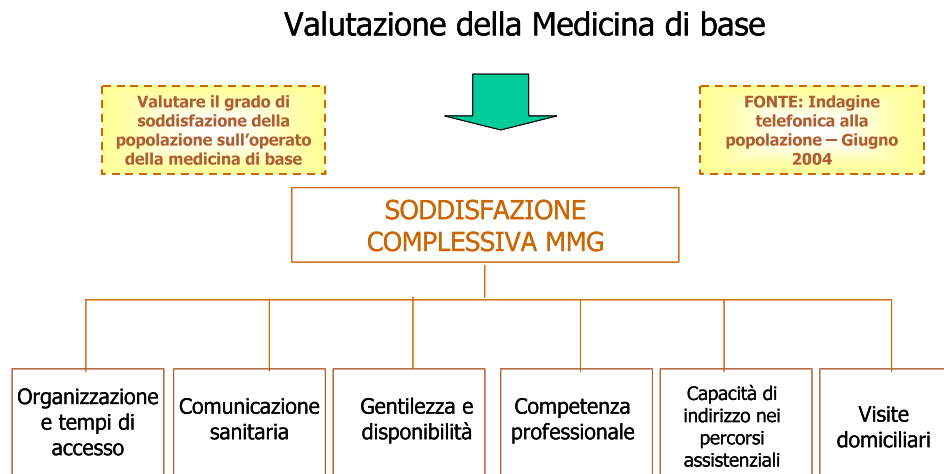 Valutazione della Medicina di base
Valutare il grado di
soddisfazione della
popolazione sull'operato
della medicina di base
FONTE: Indagine
telefonica alla
popolazione – Giugno
2004
SODDISFAZIONE
COMPLESSIVA MMG
Organizzazione
e tempi di
accesso
Comunicazione
sanitaria
Gentilezza e
disponibilità
Competenza
professionale
Capacità di
indirizzo nei
percorsi
assistenziali
Visite
domiciliari